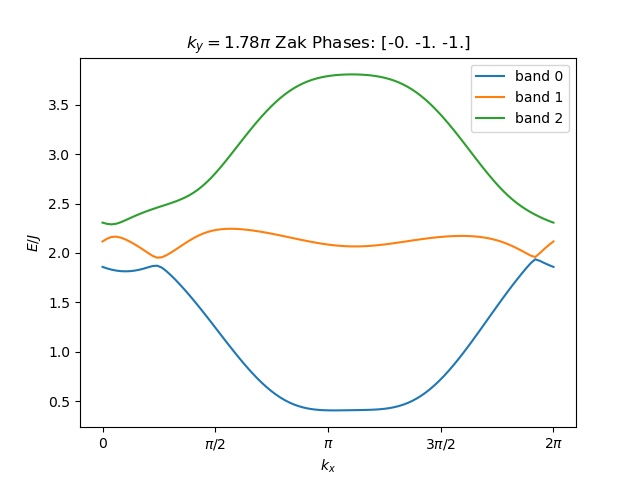 k_y = 1.78π Zak Phases: [-0. -1. -1.]
band 0
band 1
band 2
E/J
3.5
3.0
2.5
2.0
1.5
1.0
0.5
0 π/2 π 3π/2 2π
k_x